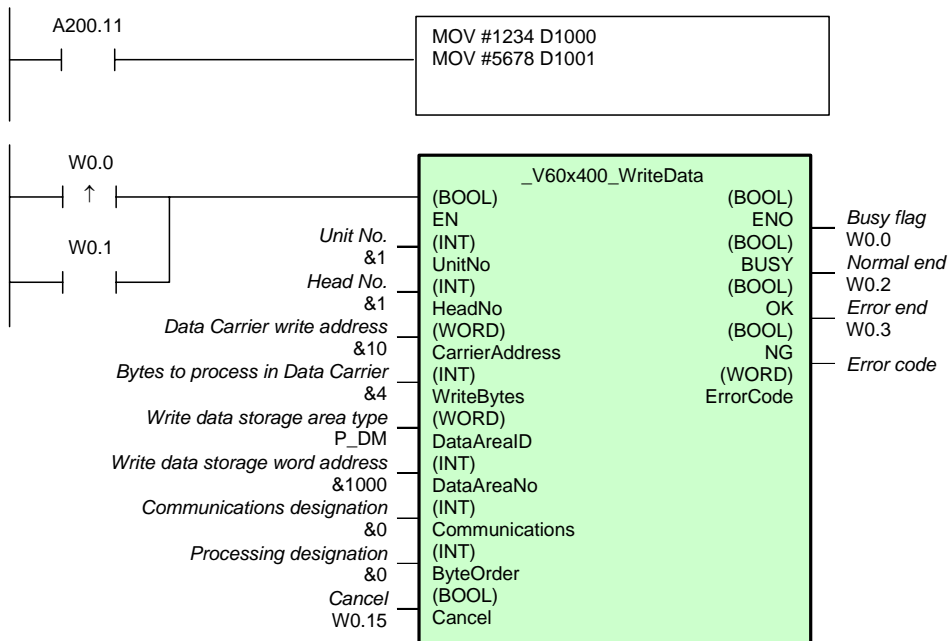 A200.11
MOV #1234 D1000
MOV #5678 D1001
W0.0
↑
W0.1
_V60x400_WriteData
(BOOL) (BOOL)
EN ENO
Unit No. (INT) (BOOL) Busy flag
&1 UnitNo BUSY W0.0
Head No. (INT) (BOOL) Normal end
&1 HeadNo OK W0.2
Data Carrier write address (WORD) (BOOL) Error end
&10 CarrierAddress NG W0.3
Bytes to process in Data Carrier (INT) (WORD) Error code
&4 WriteBytes ErrorCode
Write data storage area type (WORD)
P_DM DataAreaID
Write data storage word address (INT)
&1000 DataAreaNo
Communications designation (INT)
&0 Communications
Processing designation (INT)
&0 ByteOrder
Cancel (BOOL)
W0.15 Cancel